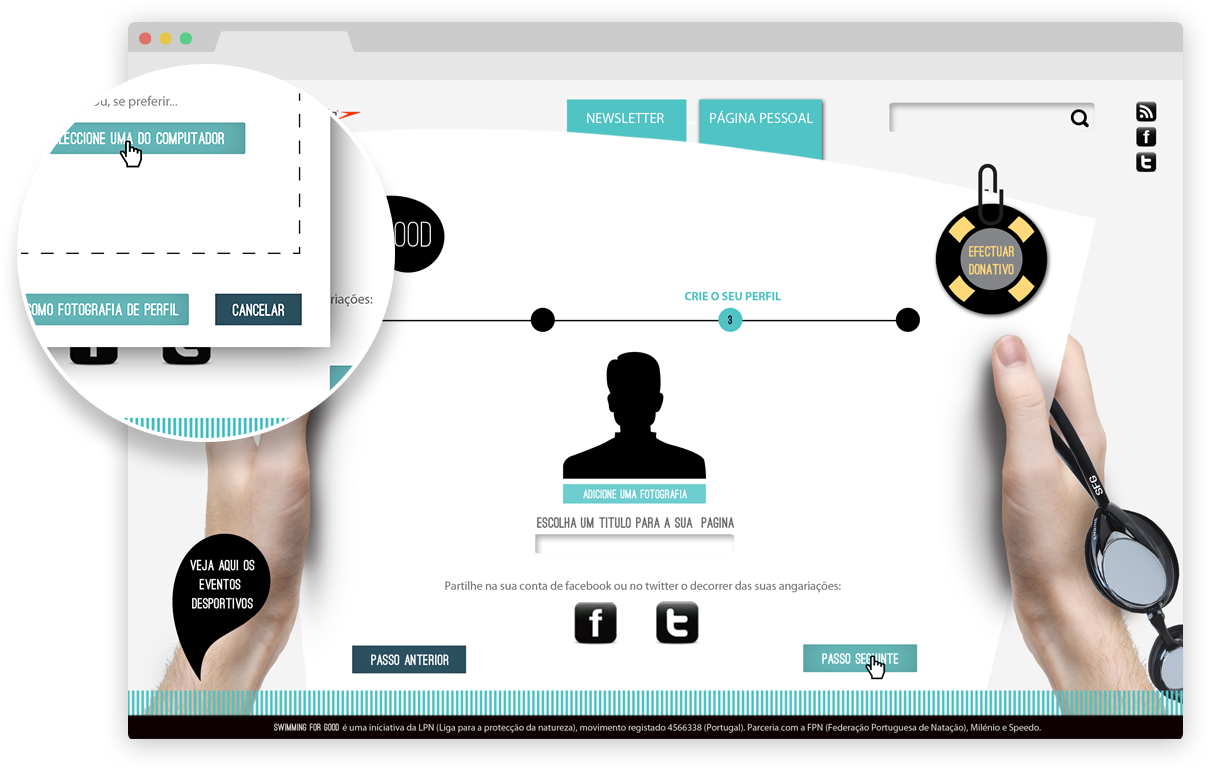 ou, se preferir...
LECCIONE UMA DO COMPUTADOR
COMO FOTOGRAFIA DE PERFIL
CANCELAR
NEWSLETTER
PÁGINA PESSOAL
f
t
OOD
EFECTUAR
DONATIVO
riações:
CRIE O SEU PERFIL
3
ADICIONE UMA FOTOGRAFIA
ESCOLHA UM TITULO PARA A SUA PAGINA
Partilhe na sua conta de facebook ou no twitter o decorrer das suas angariações:
f
t
SFG
VEJA AQUI OS
EVENTOS
DESPORTIVOS
PASSO ANTERIOR
PASSO SEGUINTE
SWIMMING FOR GOOD é uma iniciativa da LPN (Liga para a protecção da natureza), movimento registado 4566338 (Portugal). Parceria com a FPN (Federação Portuguesa de Natação), Milénio e Speedo.